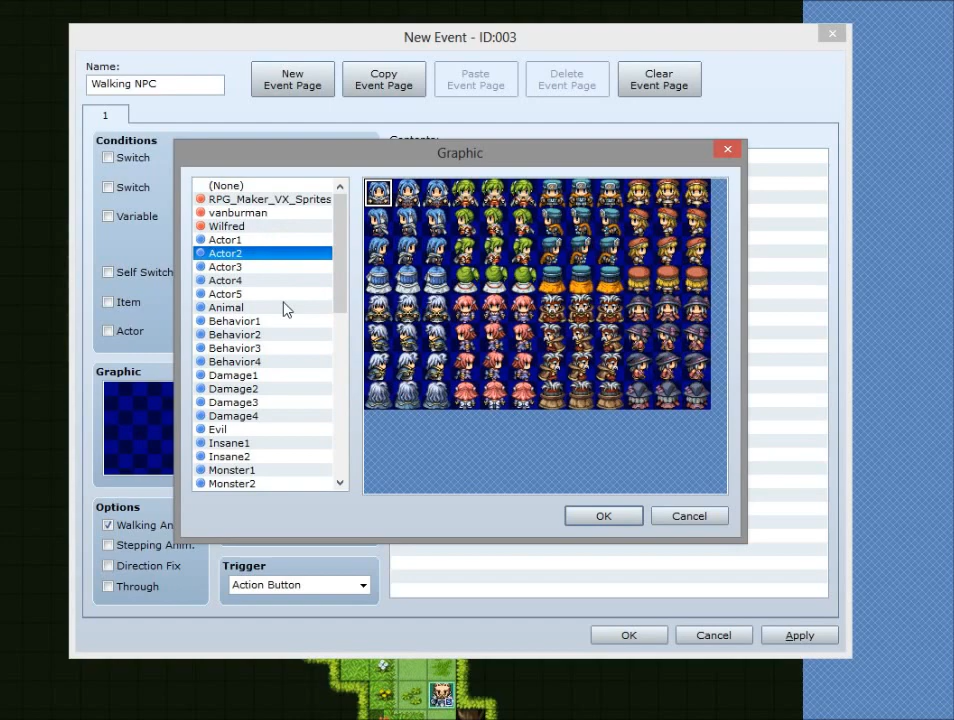 New Event - ID:003
Name:
Walking NPC
New Event Page
Copy Event Page
Paste Event Page
Delete Event Page
Clear Event Page
1
Conditions
Switch
Switch
Variable
Self Switch
Item
Actor
Graphic
Options
Walking An
Stepping Anim.
Direction Fix
Through
Graphic
(None)
RPG_Maker_VX_Sprites
vanburman
Wilfred
Actor1
Actor2
Actor3
Actor4
Actor5
Animal
Behavior1
Behavior2
Behavior3
Behavior4
Damage1
Damage2
Damage3
Damage4
Evil
Insane1
Insane2
Monster1
Monster2
OK
Cancel
Trigger
Action Button
OK
Cancel
Apply